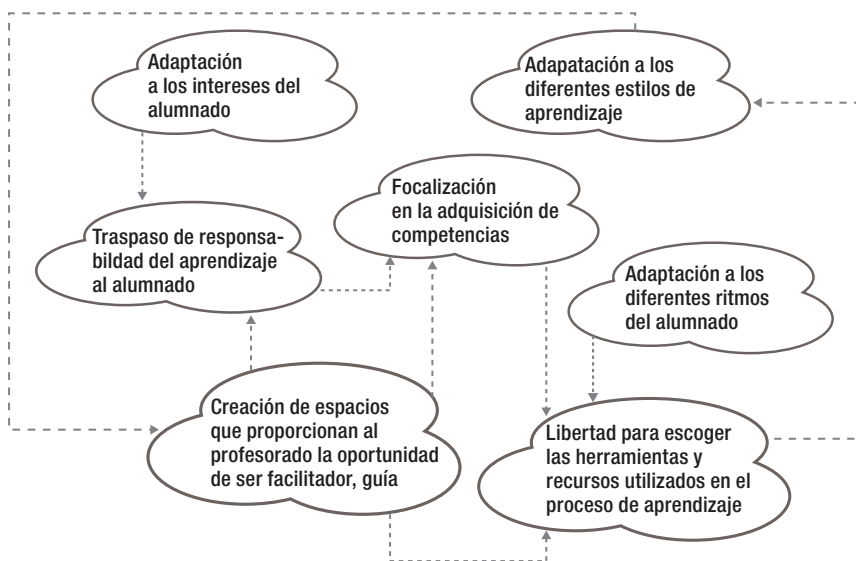 Adaptación
a los intereses del
alumnado
Adapatación a los
diferentes estilos de
aprendizaje
Focalización
en la adquisición de
competencias
Traspaso de responsa-
bildad del aprendizaje
al alumnado
Adaptación a los
diferentes ritmos
del alumnado
Creación de espacios
que proporcionan al
profesorado la oportunidad
de ser facilitador, guía
Libertad para escoger
las herramientas y
recursos utilizados en el
proceso de aprendizaje